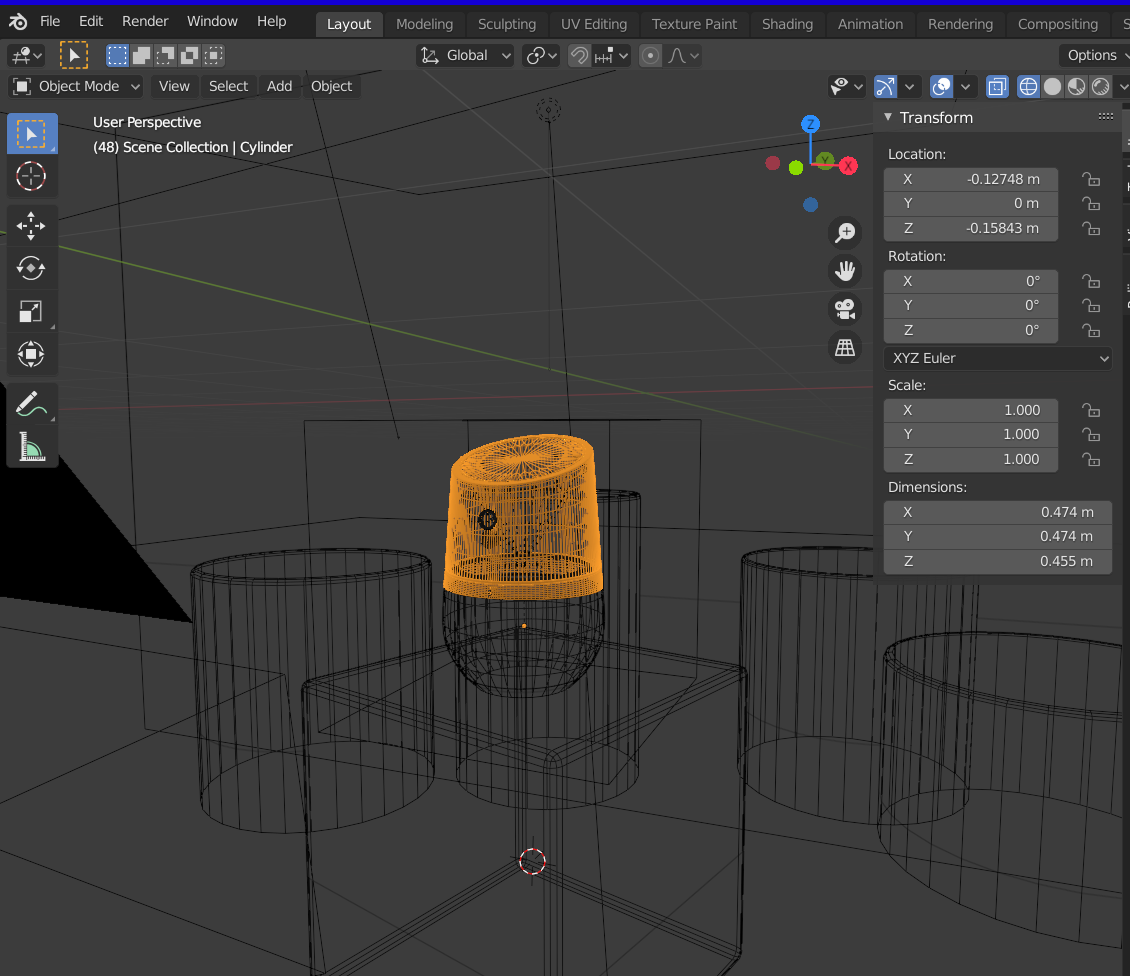 File Edit Render Window Help Layout Modeling Sculpting UV Editing Texture Paint Shading Animation Rendering Compositing
Global Options
Object Mode View Select Add Object
User Perspective
(48) Scene Collection | Cylinder
Z
Y
X
Transform
Location:
X -0.12748 m
Y 0 m
Z -0.15843 m
Rotation:
X 0°
Y 0°
Z 0°
XYZ Euler
Scale:
X 1.000
Y 1.000
Z 1.000
Dimensions:
X 0.474 m
Y 0.474 m
Z 0.455 m